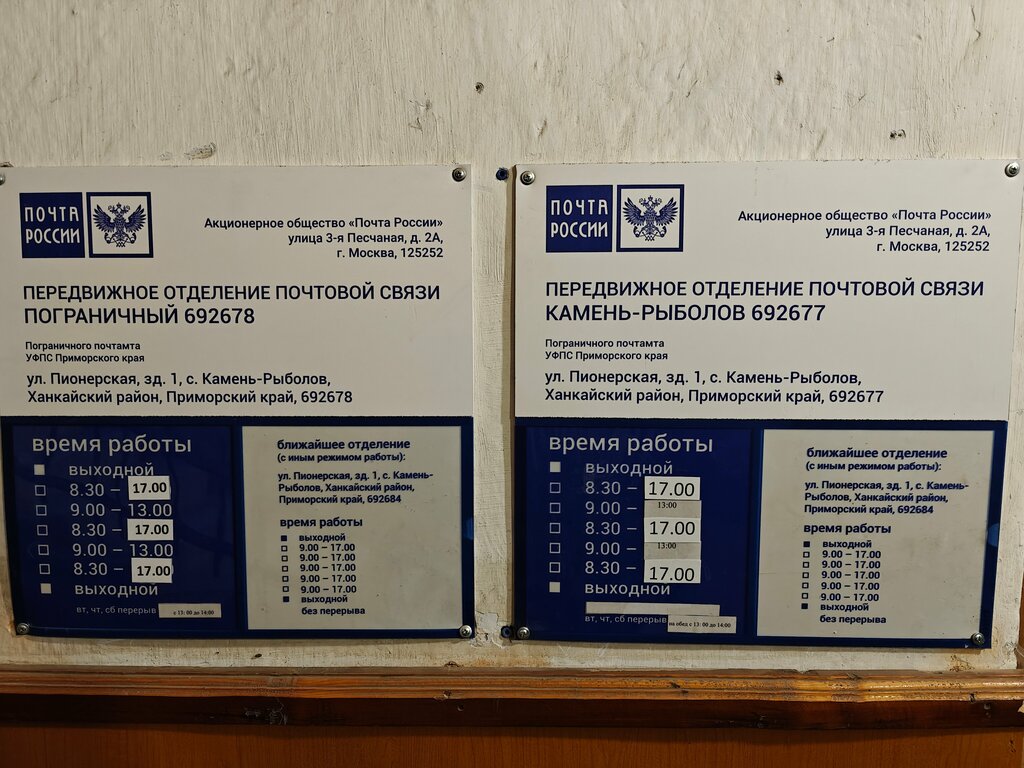 ПОЧТА
РОССИИ
Акционерное общество «Почта России»
улица 3-я Песчаная, д. 2А,
г. Москва, 125252
ПЕРЕДВИЖНОЕ ОТДЕЛЕНИЕ ПОЧТОВОЙ СВЯЗИ
ПОГРАНИЧНЫЙ 692678
Пограничного почтамта
УФПС Приморского края
ул. Пионерская, зд. 1, с. Камень-Рыболов,
Ханкайский район, Приморский край, 692678
время работы
выходной
8.30 – 17.00
9.00 – 13.00
8.30 – 17.00
9.00 – 13.00
8.30 – 17.00
выходной
вт, чт, сб перерыв с 13: 00 до 14:00
ближайшее отделение
(с иным режимом работы):
ул. Пионерская, зд. 1, с. Камень-
Рыболов, Ханкайский район,
Приморский край, 692684
время работы
выходной
9.00 – 17.00
9.00 – 17.00
9.00 – 17.00
9.00 – 17.00
9.00 – 17.00
выходной
без перерыва
ПОЧТА
РОССИИ
Акционерное общество «Почта России»
улица 3-я Песчаная, д. 2А,
г. Москва, 125252
ПЕРЕДВИЖНОЕ ОТДЕЛЕНИЕ ПОЧТОВОЙ СВЯЗИ
КАМЕНЬ-РЫБОЛОВ 692677
Пограничного почтамта
УФПС Приморского края
ул. Пионерская, зд. 1, с. Камень-Рыболов,
Ханкайский район, Приморский край, 692677
время работы
выходной
8.30 – 17.00
9.00 – 13:00
8.30 – 17.00
9.00 – 13:00
8.30 – 17.00
выходной
вт, чт, сб перерыв на обед с 13: 00 до 14:00
ближайшее отделение
(с иным режимом работы):
ул. Пионерская, зд. 1, с. Камень-
Рыболов, Ханкайский район,
Приморский край, 692684
время работы
выходной
9.00 – 17.00
9.00 – 17.00
9.00 – 17.00
9.00 – 17.00
9.00 – 17.00
выходной
без перерыва